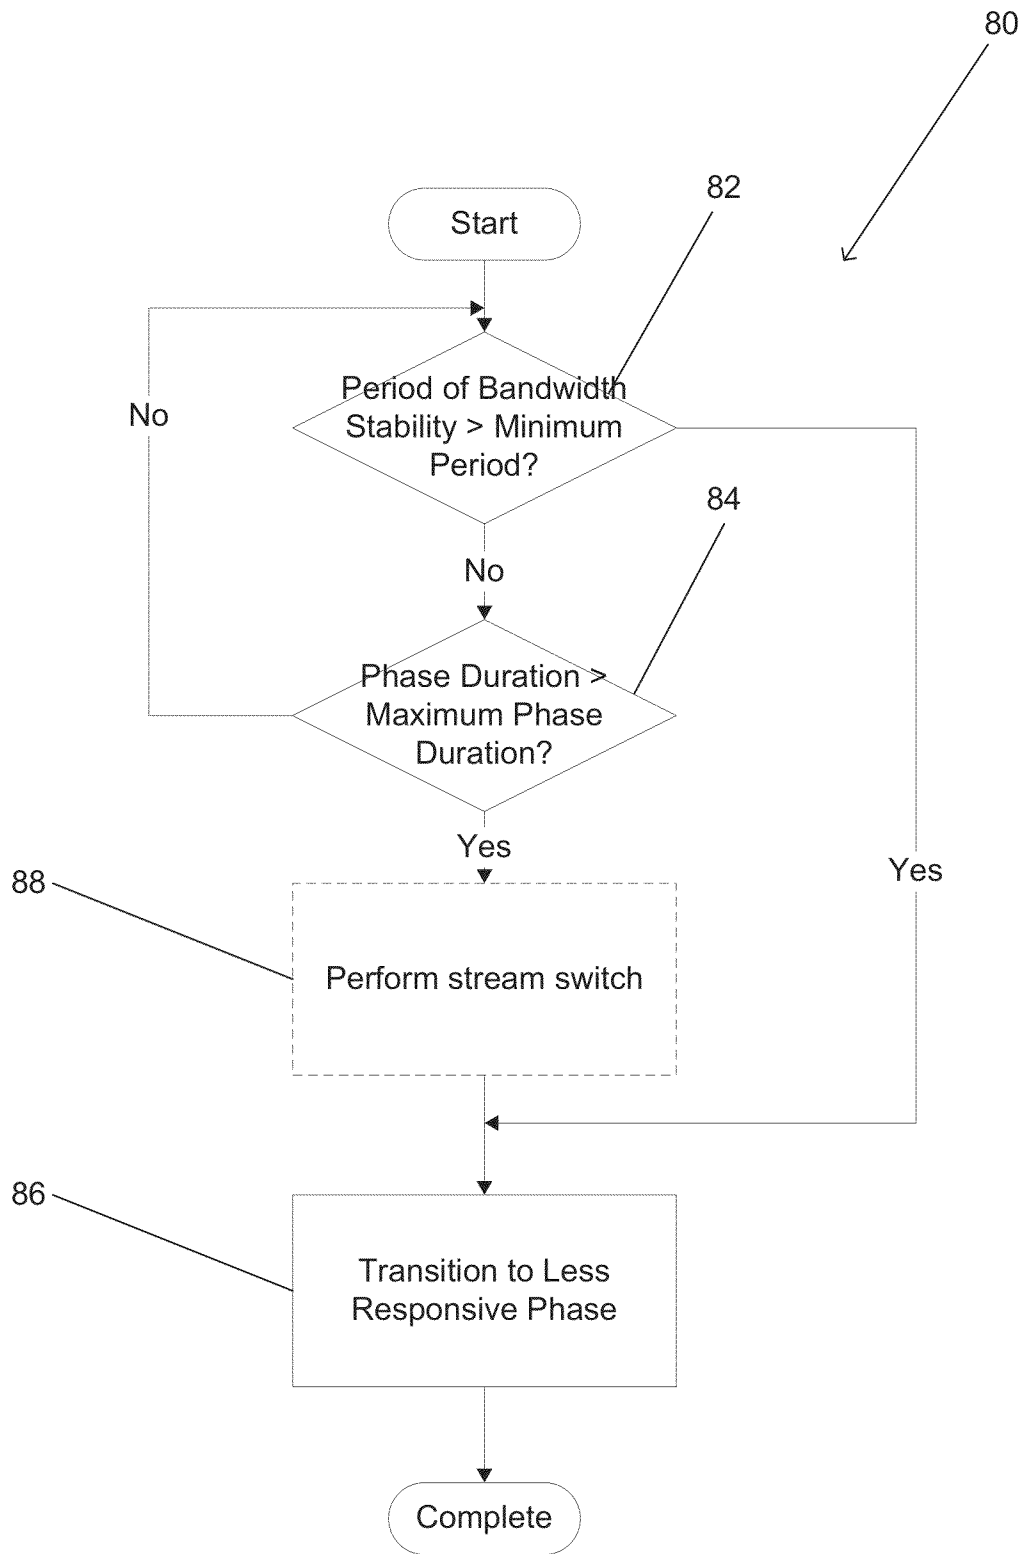 80
82
Start
Period of Bandwidth
Stability > Minimum
Period?
No
84
No
Phase Duration >
Maximum Phase
Duration?
Yes
Yes
88
Perform stream switch
86
Transition to Less
Responsive Phase
Complete